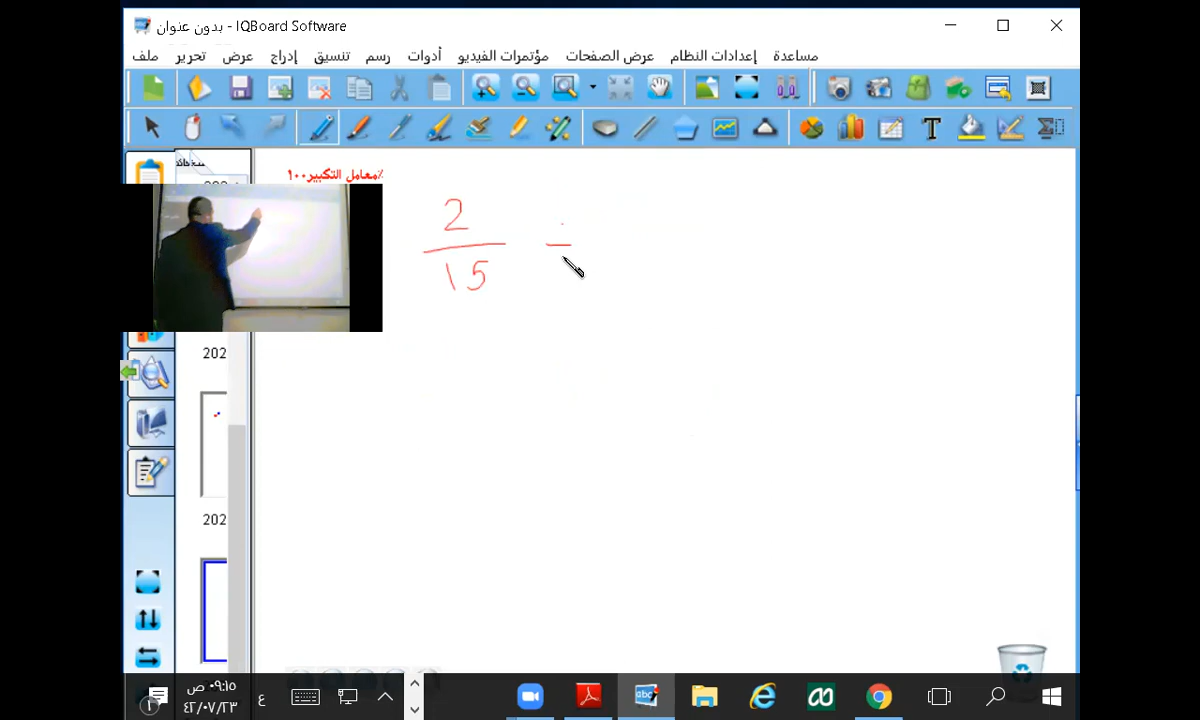 بدون عنوان - IQBoard Software
ملف تحرير عرض إدراج تنسيق رسم أدوات مؤتمرات الفيديو عرض الصفحات إعدادات النظام مساعدة
معامل التكبير١٠٠٪
2
15
÷
202
202
abc
٠٩:١٥ ص
٤٢/٠٧/٢٣
ع